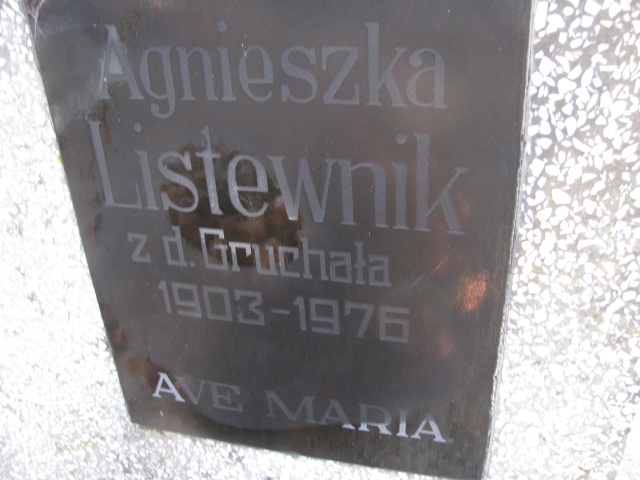 Agnieszka
Listewnik
z d. Gruchała
1903-1976
AVE MARIA